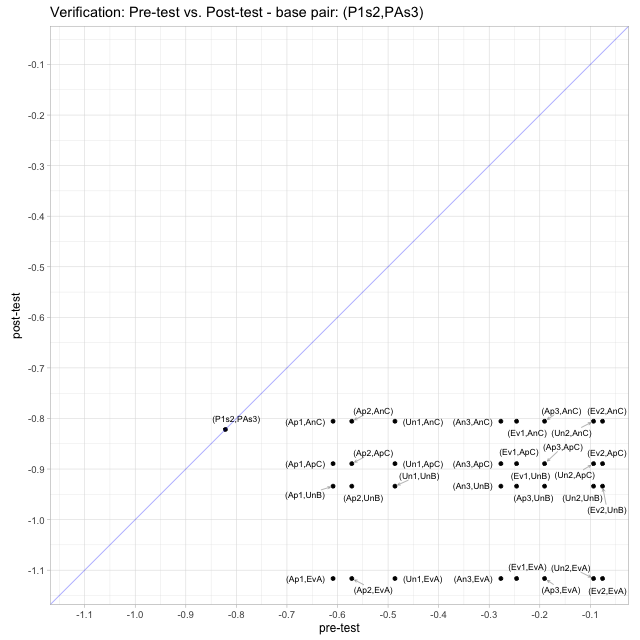 Verification: Pre-test vs. Post-test - base pair: (P1s2,PAs3)
-0.1
-0.2
-0.3
-0.4
-0.5
-0.6
-0.7
-0.8
-0.9
-1.0
-1.1
post-test
(P1s2,PAs3)
(Ap1,AnC) (Ap2,AnC) (Un1,AnC) (An3,AnC) (Ev1,AnC) (Ap3,AnC) (Un2,AnC) (Ev2,AnC)
(Ap1,ApC) (Ap2,ApC) (Un1,ApC) (An3,ApC) (Ev1,ApC) (Ap3,ApC) (Un2,ApC) (Ev2,ApC)
(Ap1,UnB) (Ap2,UnB) (Un1,UnB) (An3,UnB) (Ev1,UnB) (Ap3,UnB) (Un2,UnB) (Ev2,UnB)
(Ap1,EvA) (Ap2,EvA) (Un1,EvA) (An3,EvA) (Ev1,EvA) (Ap3,EvA) (Un2,EvA) (Ev2,EvA)
-1.1 -1.0 -0.9 -0.8 -0.7 -0.6 -0.5 -0.4 -0.3 -0.2 -0.1
pre-test